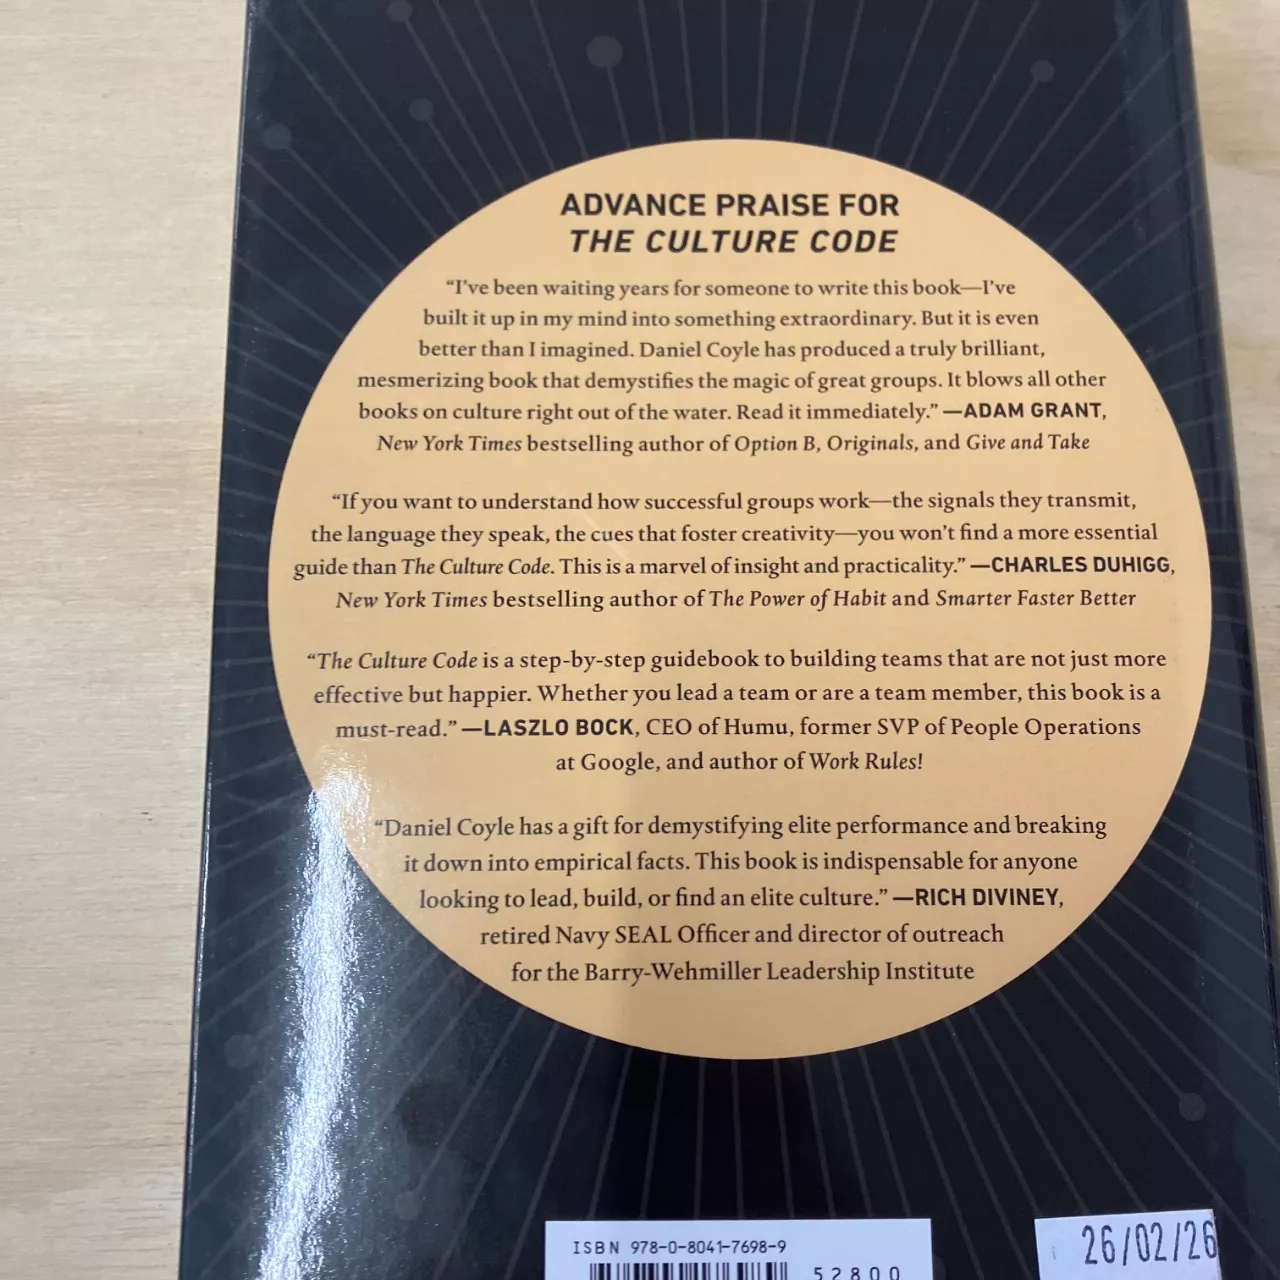 ADVANCE PRAISE FOR
THE CULTURE CODE
“I’ve been waiting years for someone to write this book—I’ve
built it up in my mind into something extraordinary. But it is even
better than I imagined. Daniel Coyle has produced a truly brilliant,
mesmerizing book that demystifies the magic of great groups. It blows all other
books on culture right out of the water. Read it immediately.” —ADAM GRANT,
New York Times bestselling author of Option B, Originals, and Give and Take
“If you want to understand how successful groups work—the signals they transmit,
the language they speak, the cues that foster creativity—you won’t find a more essential
guide than The Culture Code. This is a marvel of insight and practicality.” —CHARLES DUHIGG,
New York Times bestselling author of The Power of Habit and Smarter Faster Better
“The Culture Code is a step-by-step guidebook to building teams that are not just more
effective but happier. Whether you lead a team or are a team member, this book is a
must-read.” —LASZLO BOCK, CEO of Humu, former SVP of People Operations
at Google, and author of Work Rules!
“Daniel Coyle has a gift for demystifying elite performance and breaking
it down into empirical facts. This book is indispensable for anyone
looking to lead, build, or find an elite culture.” —RICH DIVINEY,
retired Navy SEAL Officer and director of outreach
for the Barry-Wehmiller Leadership Institute
ISBN 978-0-8041-7698-9
52800
26/02/26